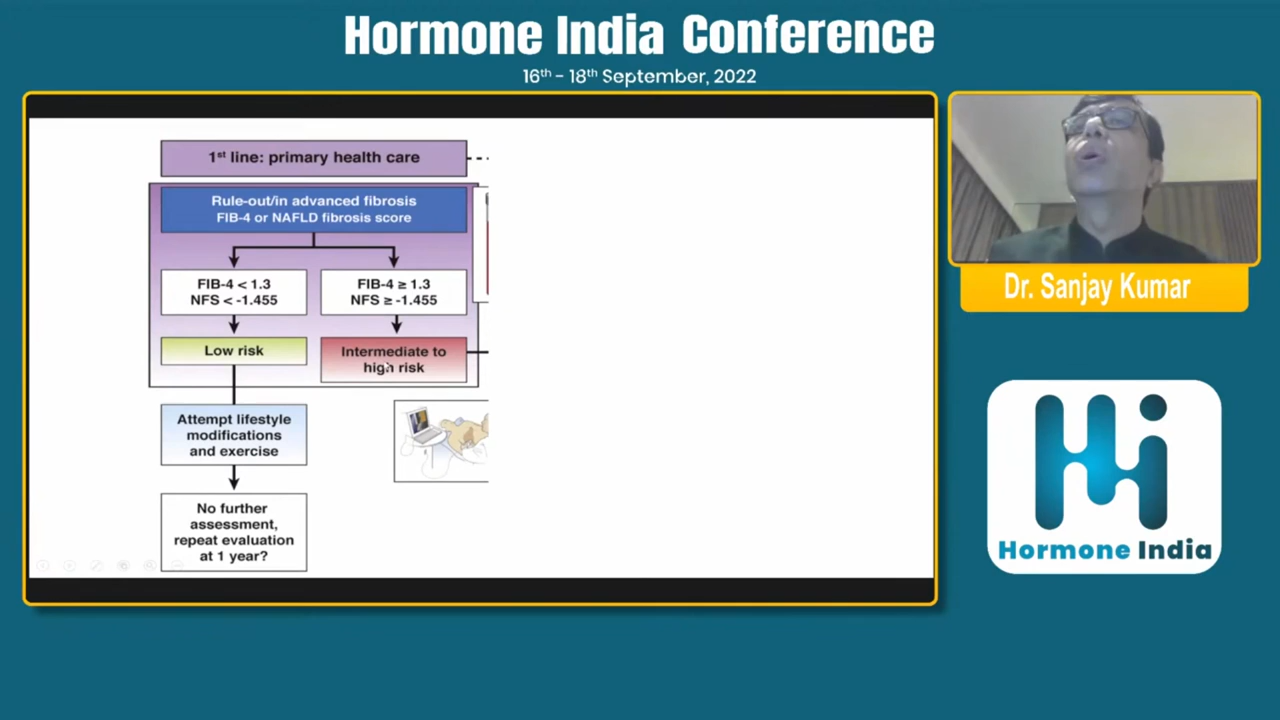 Hormone India Conference
16th - 18th September, 2022
1st line: primary health care
Rule-out/in advanced fibrosis
FIB-4 or NAFLD fibrosis score
FIB-4 < 1.3
NFS < -1.455
FIB-4 ≥ 1.3
NFS ≥ -1.455
Low risk
Intermediate to
high risk
Attempt lifestyle
modifications
and exercise
No further
assessment,
repeat evaluation
at 1 year?
Dr. Sanjay Kumar
Hi
Hormone India